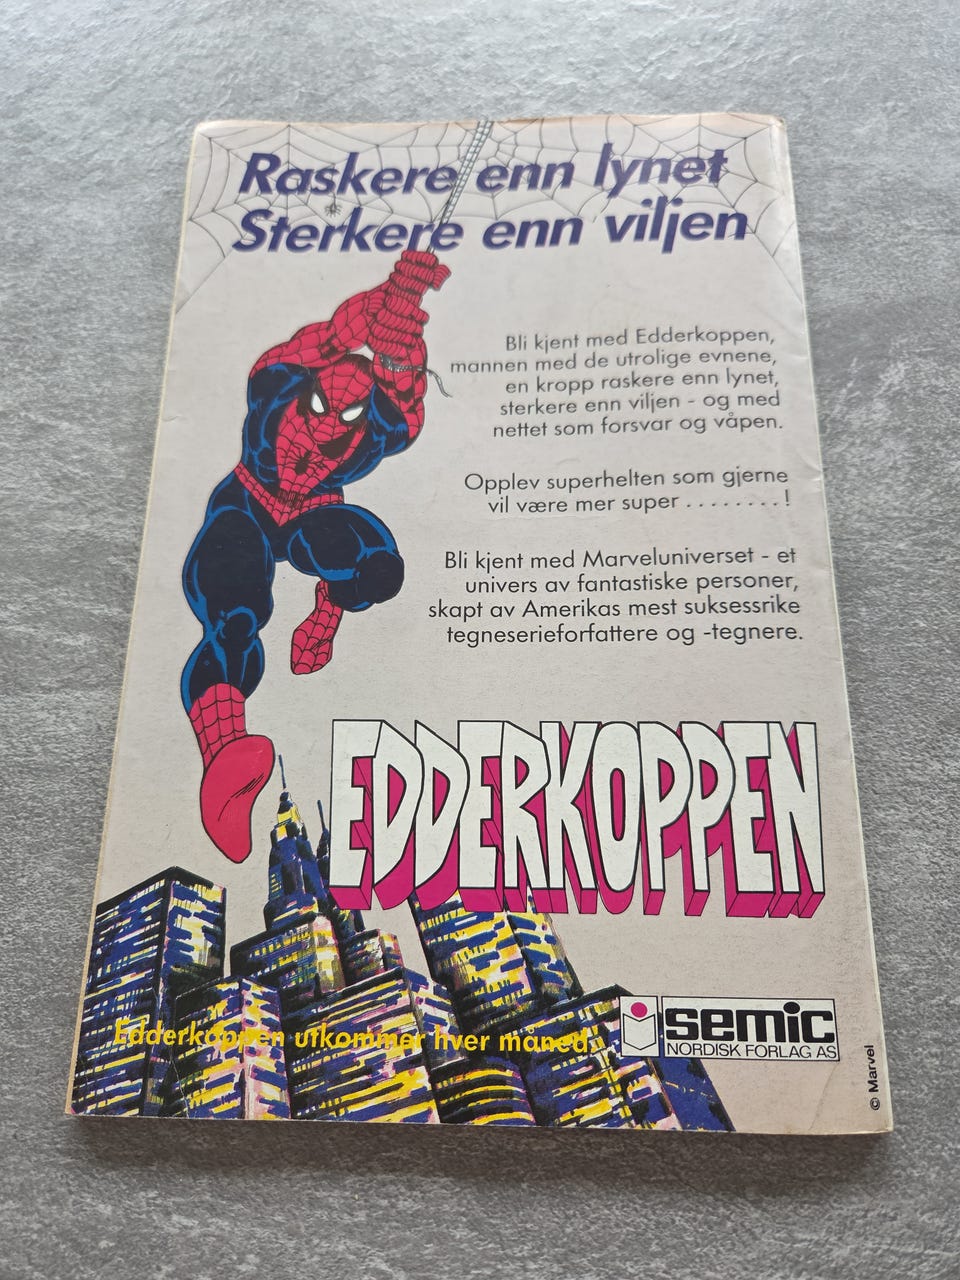 Raskere enn lynet
Sterkere enn viljen
Bli kjent med Edderkoppen,
mannen med de utrolige evnene,
en kropp raskere enn lynet,
sterkere enn viljen - og med
nettet som forsvar og våpen.
Opplev superhelten som gjerne
vil være mer super . . . . . . . . !
Bli kjent med Marveluniverset - et
univers av fantastiske personer,
skapt av Amerikas mest suksessrike
tegneserieforfattere og -tegnere.
EDDERKOPPEN
Edderkoppen utkommer hver måned
semic
NORDISK FORLAG AS
© Marvel